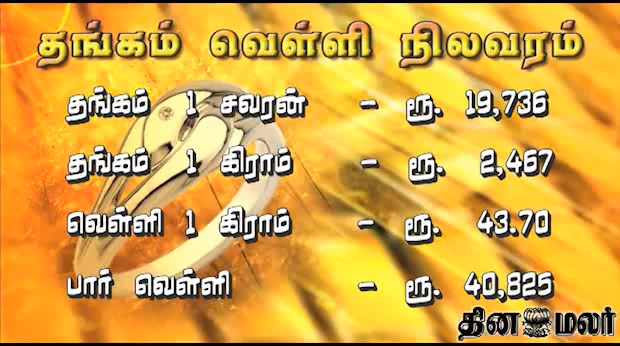 தங்கம் வெள்ளி நிலவரம்
தங்கம் 1 சவரன் - ரூ. 19,736
தங்கம் 1 கிராம் - ரூ. 2,467
வெள்ளி 1 கிராம் - ரூ. 43.70
பார் வெள்ளி - ரூ. 40,825
தினமலர்